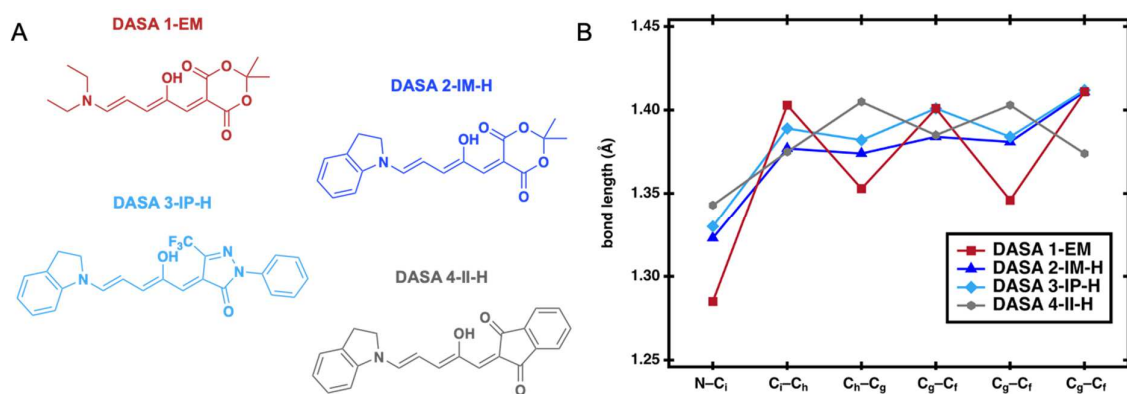 A
DASA 1-EM
N
OH
O
O
O
O
DASA 2-IM-H
N
OH
O
O
O
O
DASA 3-IP-H
N
OH
F3C
N
N
O
DASA 4-II-H
N
OH
O
O
B
bond length (Å)
1.45
1.40
1.35
1.30
1.25
DASA 1-EM
DASA 2-IM-H
DASA 3-IP-H
DASA 4-II-H
N–Ci Ci–Ch Ch–Cg Cg–Cf Cg–Cf Cg–Cf